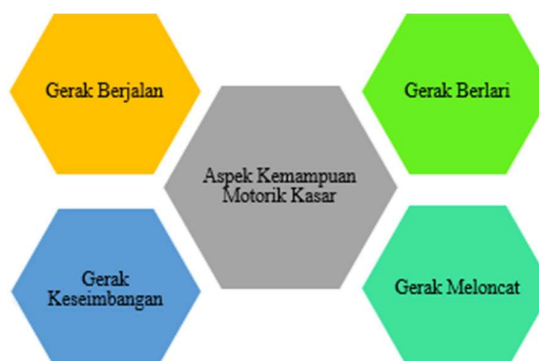 Gerak Berjalan
Gerak Berlari
Aspek Kemampuan
Motorik Kasar
Gerak
Keseimbangan
Gerak Meloncat